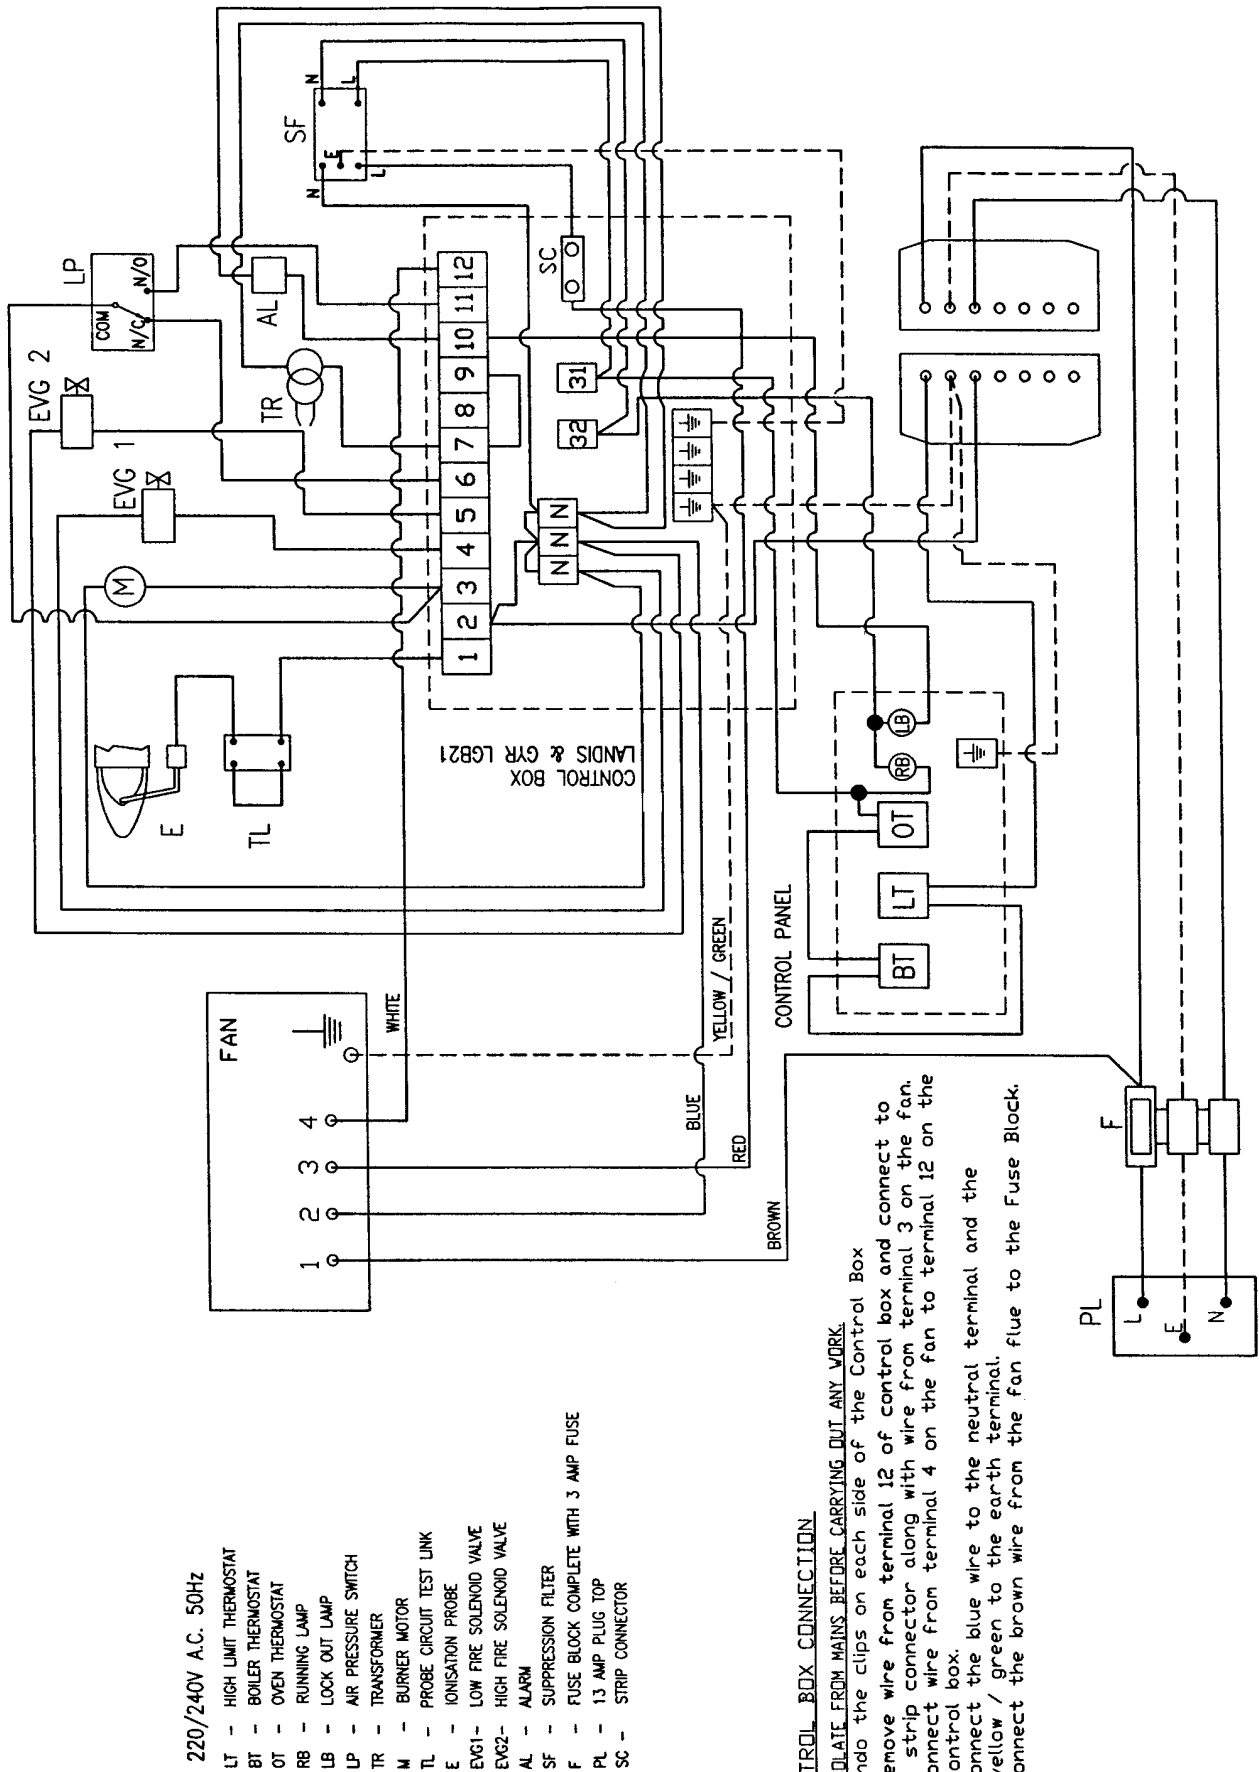 220/240V A.C. 50Hz
LT - HIGH LIMIT THERMOSTAT
BT - BOILER THERMOSTAT
OT - OVEN THERMOSTAT
RB - RUNNING LAMP
LB - LOCK OUT LAMP
LP - AIR PRESSURE SWITCH
TR - TRANSFORMER
M - BURNER MOTOR
TL - PROBE CIRCUIT TEST LINK
E - IONISATION PROBE
EVG1- LOW FIRE SOLENOID VALVE
EVG2- HIGH FIRE SOLENOID VALVE
AL - ALARM
SF - SUPPRESSION FILTER
F - FUSE BLOCK COMPLETE WITH 3 AMP FUSE
PL - 13 AMP PLUG TOP
SC - STRIP CONNECTOR
TROL BOX CONNECTION
OLATE FROM MAINS BEFORE CARRYING OUT ANY WORK.
ndo the clips on each side of the Control Box
emove wire from terminal 12 of control box and connect to
strip connector along with wire from terminal 3 on the fan.
onnect wire from terminal 4 on the fan to terminal 12 on the
ontrol box.
onnect the blue wire to the neutral terminal and the
yellow / green to the earth terminal.
onnect the brown wire from the fan flue to the Fuse Block.
FAN
1 2 3 4
WHITE
BLUE
RED
YELLOW / GREEN
BROWN
PL
L
E
N
F
E
TL
M
EVG 1
EVG 2
TR
AL
LP
COM
N/C N/O
SF
N
L
E
N
L
CONTROL BOX
LANDIS & GYR LGB21
1 2 3 4 5 6 7 8 9 10 11 12
N N N
32 31
SC
CONTROL PANEL
BT LT OT RB LB